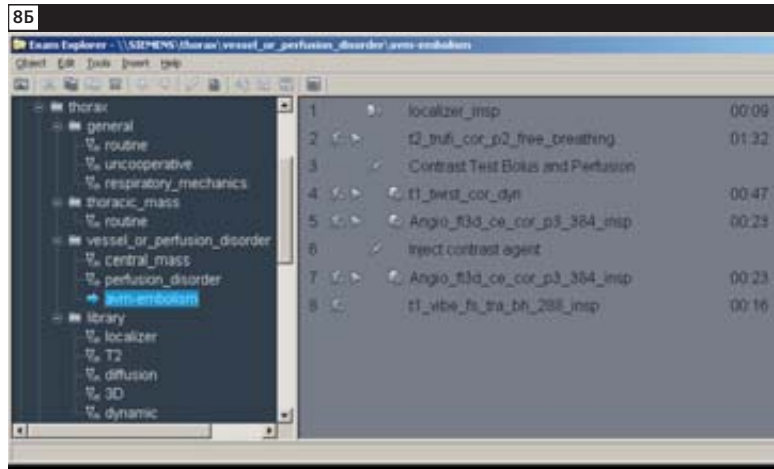 8Б
Exam Explorer - \\SIEMENS\thorax\vessel_or_perfusion_disorder\avm-embolism
Object Edit Tools Insert Help
thorax
general
routine
uncooperative
respiratory_mechanics
thoracic_mass
routine
vessel_or_perfusion_disorder
central_mass
perfusion_disorder
avm-embolism
library
localizer
T2
diffusion
3D
dynamic
1 localizer_insp 00:09
2 t2_trufi_cor_p2_free_breathing 01:32
3 Contrast Test Bolus and Perfusion
4 t1_twist_cor_dyn 00:47
5 Angio_fl3d_ce_cor_p3_384_insp 00:23
6 Inject contrast agent
7 Angio_fl3d_ce_cor_p3_384_insp 00:23
8 t1_vibe_fs_tra_bh_288_insp 00:16